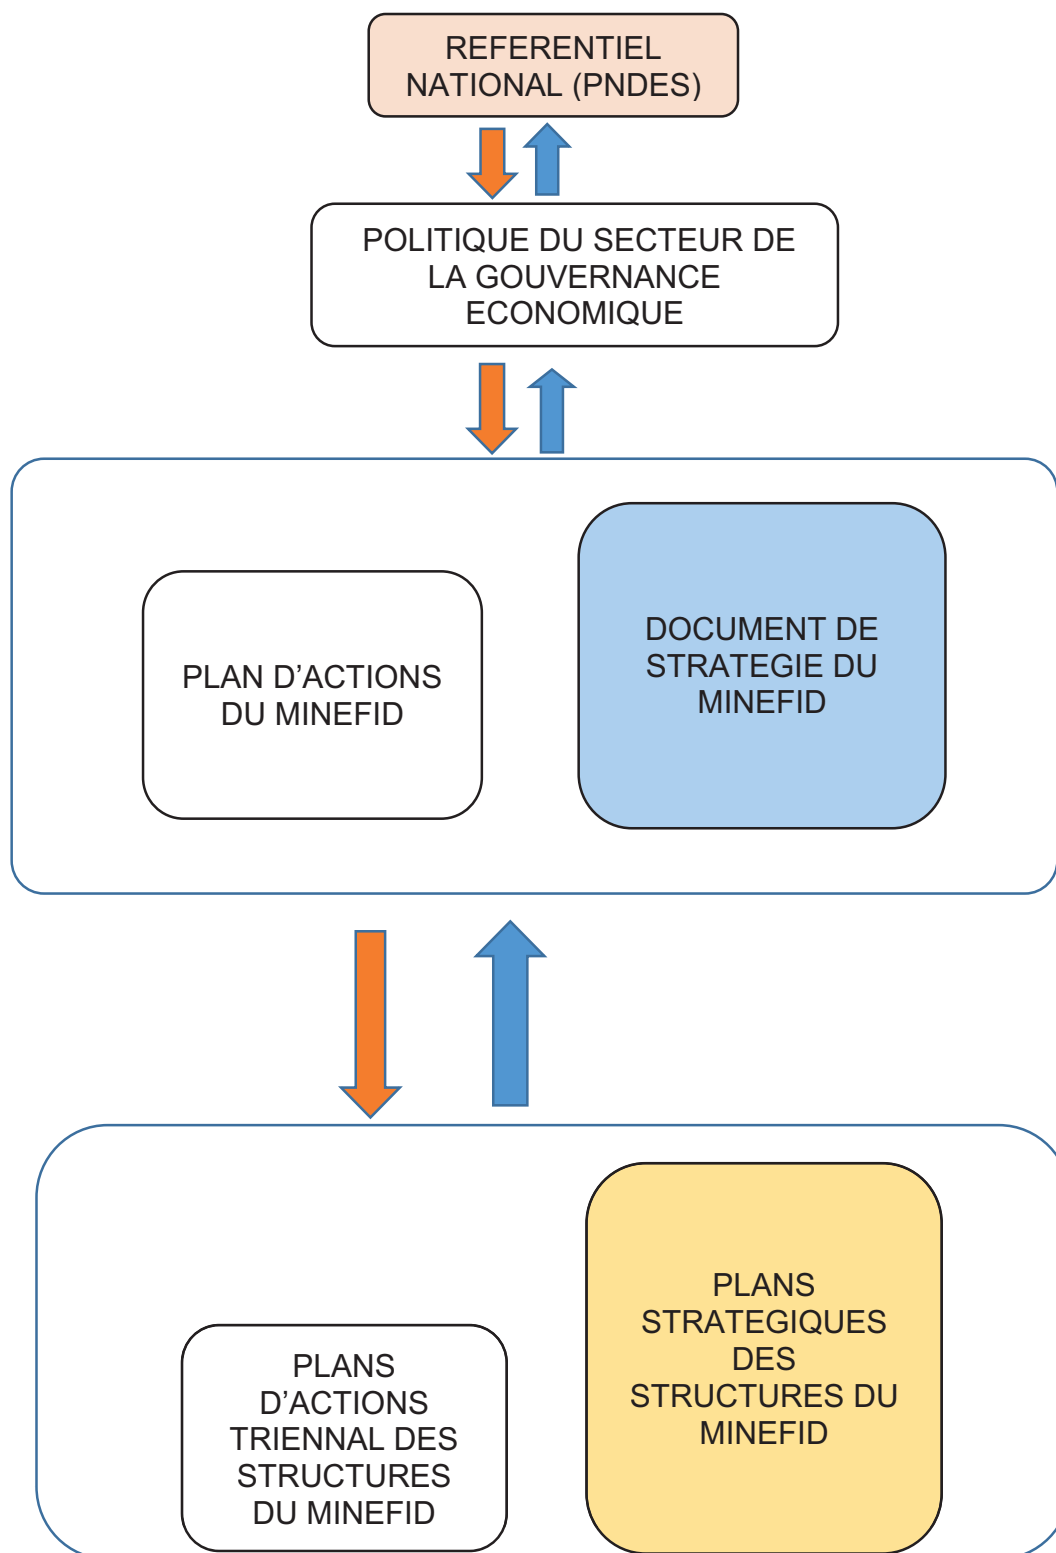 REFERENTIEL
NATIONAL (PNDES)
POLITIQUE DU SECTEUR DE
LA GOUVERNANCE
ECONOMIQUE
PLAN D’ACTIONS
DU MINEFID
DOCUMENT DE
STRATEGIE DU
MINEFID
PLANS
D’ACTIONS
TRIENNAL DES
STRUCTURES
DU MINEFID
PLANS
STRATEGIQUES
DES
STRUCTURES DU
MINEFID